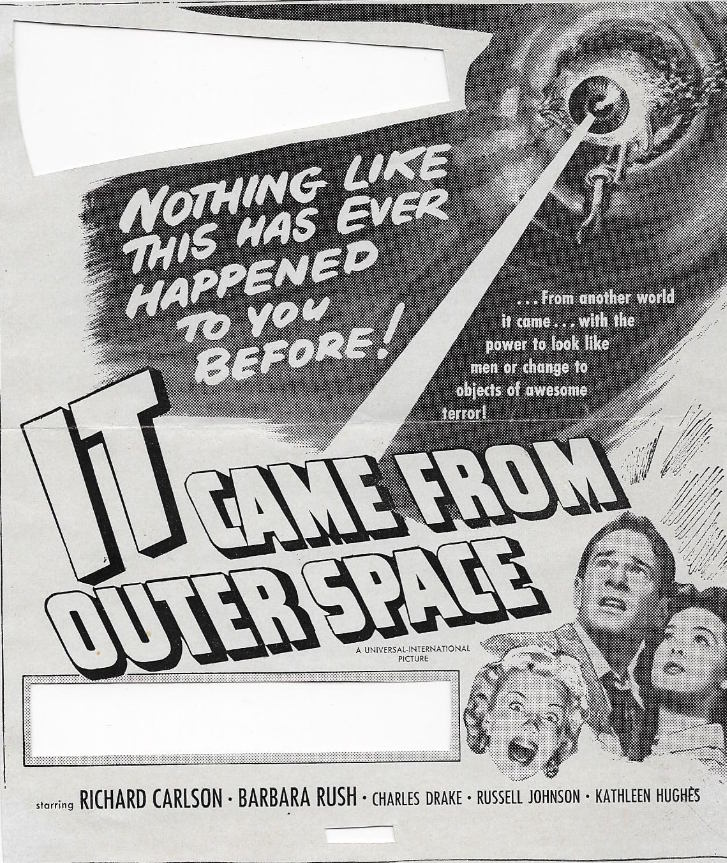 NOTHING LIKE
THIS HAS EVER
HAPPENED
TO YOU
BEFORE!
...From another world
it came...with the
power to look like
men or change to
objects of awesome
terror!
IT CAME FROM
OUTER SPACE
A UNIVERSAL-INTERNATIONAL
PICTURE
starring RICHARD CARLSON · BARBARA RUSH · CHARLES DRAKE · RUSSELL JOHNSON · KATHLEEN HUGHES